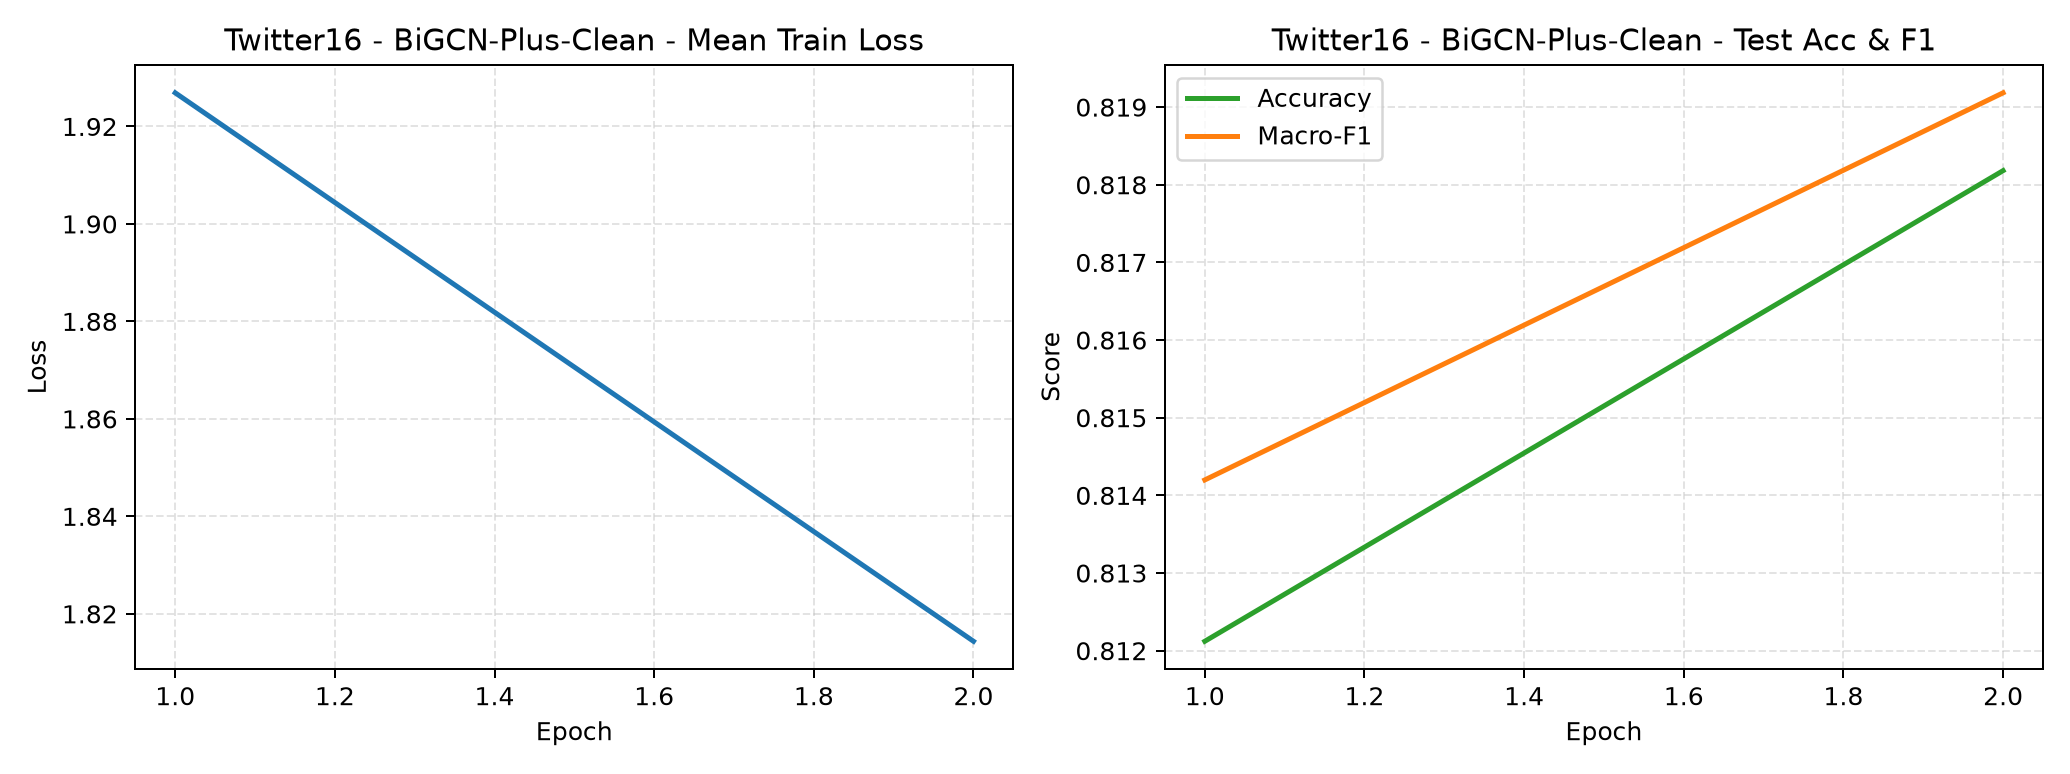 Twitter16 - BiGCN-Plus-Clean - Mean Train Loss
1.92
1.90
1.88
1.86
1.84
1.82
Loss
1.0 1.2 1.4 1.6 1.8 2.0
Epoch
Twitter16 - BiGCN-Plus-Clean - Test Acc & F1
Accuracy
Macro-F1
0.819
0.818
0.817
0.816
0.815
0.814
0.813
0.812
Score
1.0 1.2 1.4 1.6 1.8 2.0
Epoch